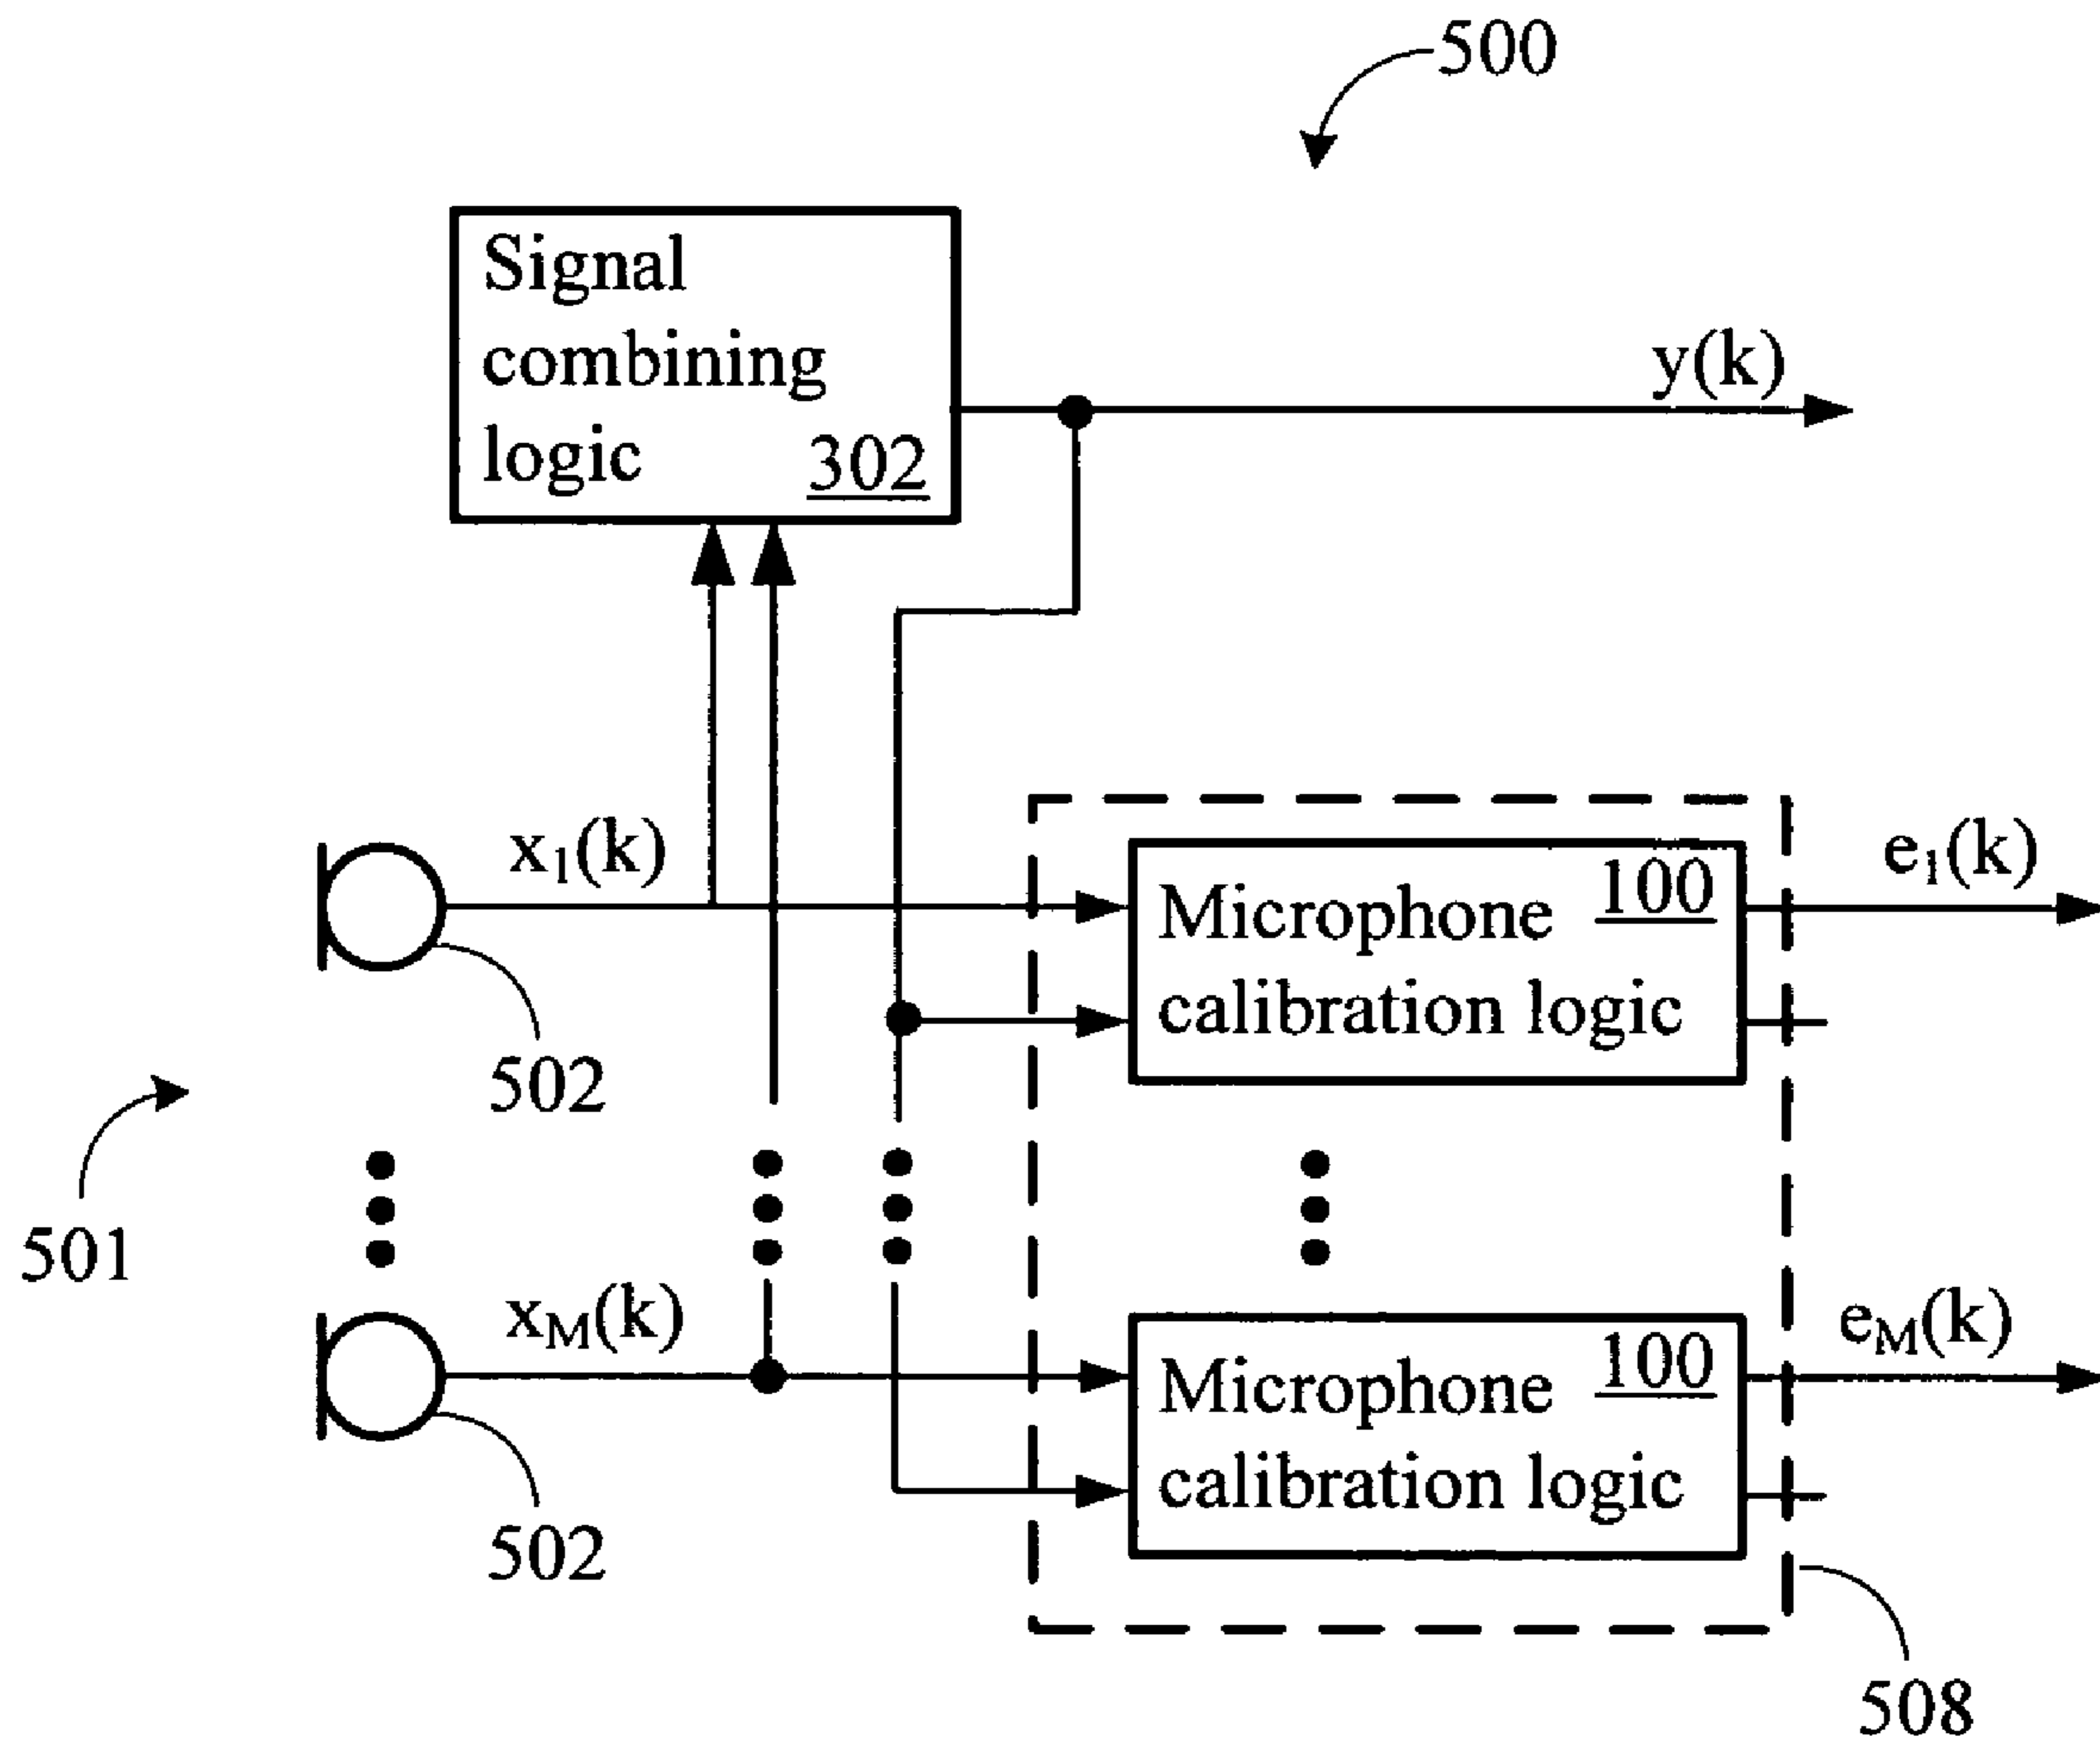 500
Signal
combining
logic 302
y(k)
x1(k)
Microphone 100
calibration logic
e1(k)
502
501
xM(k)
Microphone 100
calibration logic
eM(k)
502
508